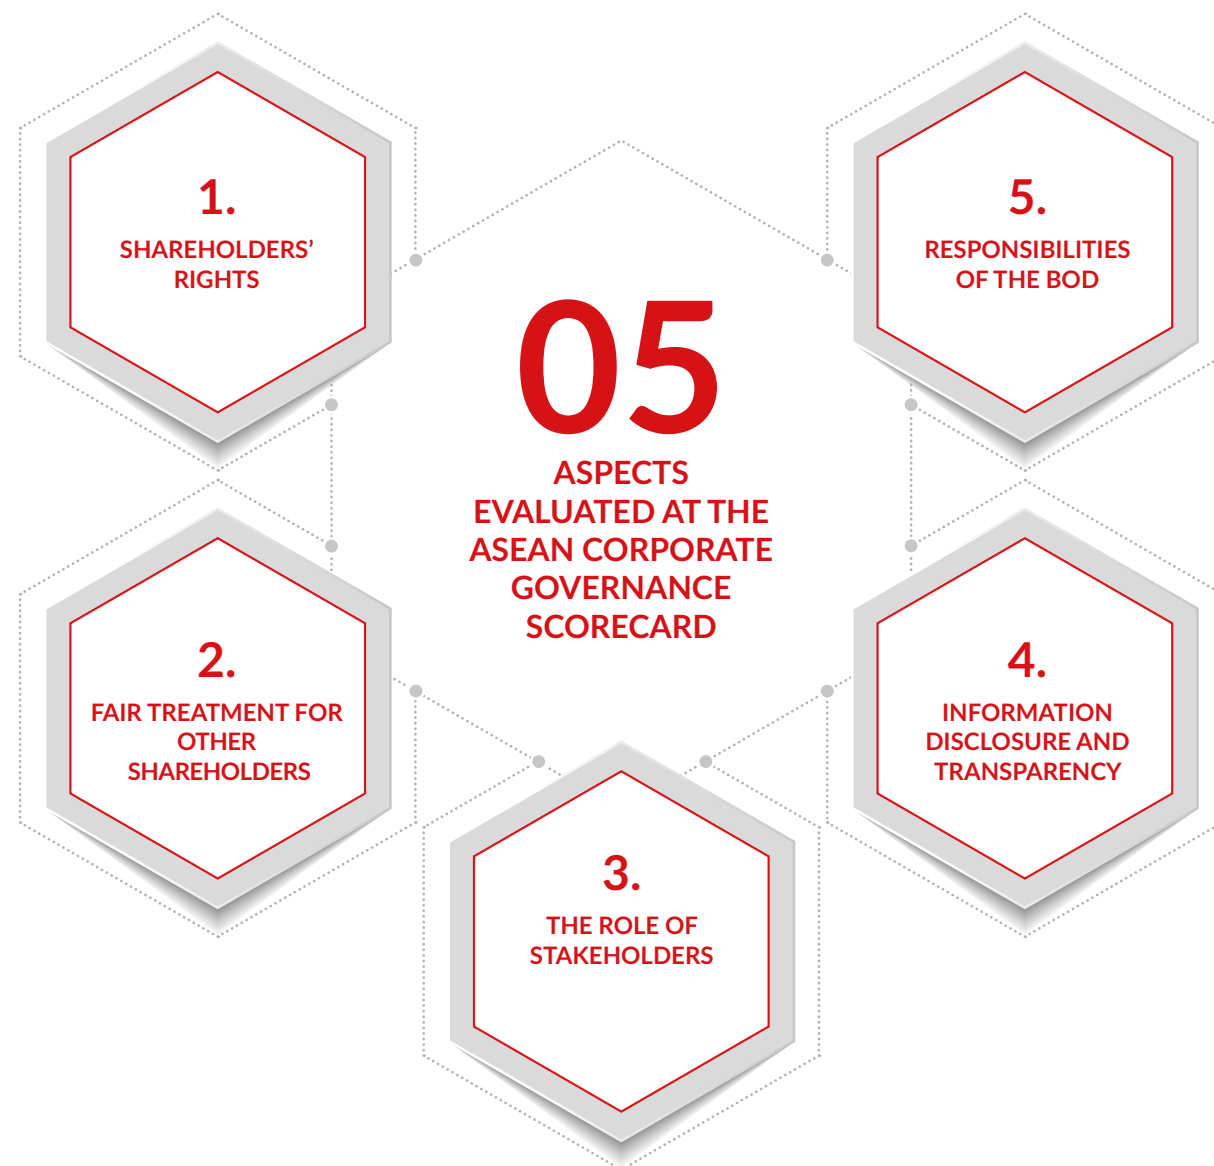 05
ASPECTS
EVALUATED AT THE
ASEAN CORPORATE
GOVERNANCE
SCORECARD
1.
SHAREHOLDERS’
RIGHTS
2.
FAIR TREATMENT FOR
OTHER
SHAREHOLDERS
3.
THE ROLE OF
STAKEHOLDERS
4.
INFORMATION
DISCLOSURE AND
TRANSPARENCY
5.
RESPONSIBILITIES
OF THE BOD